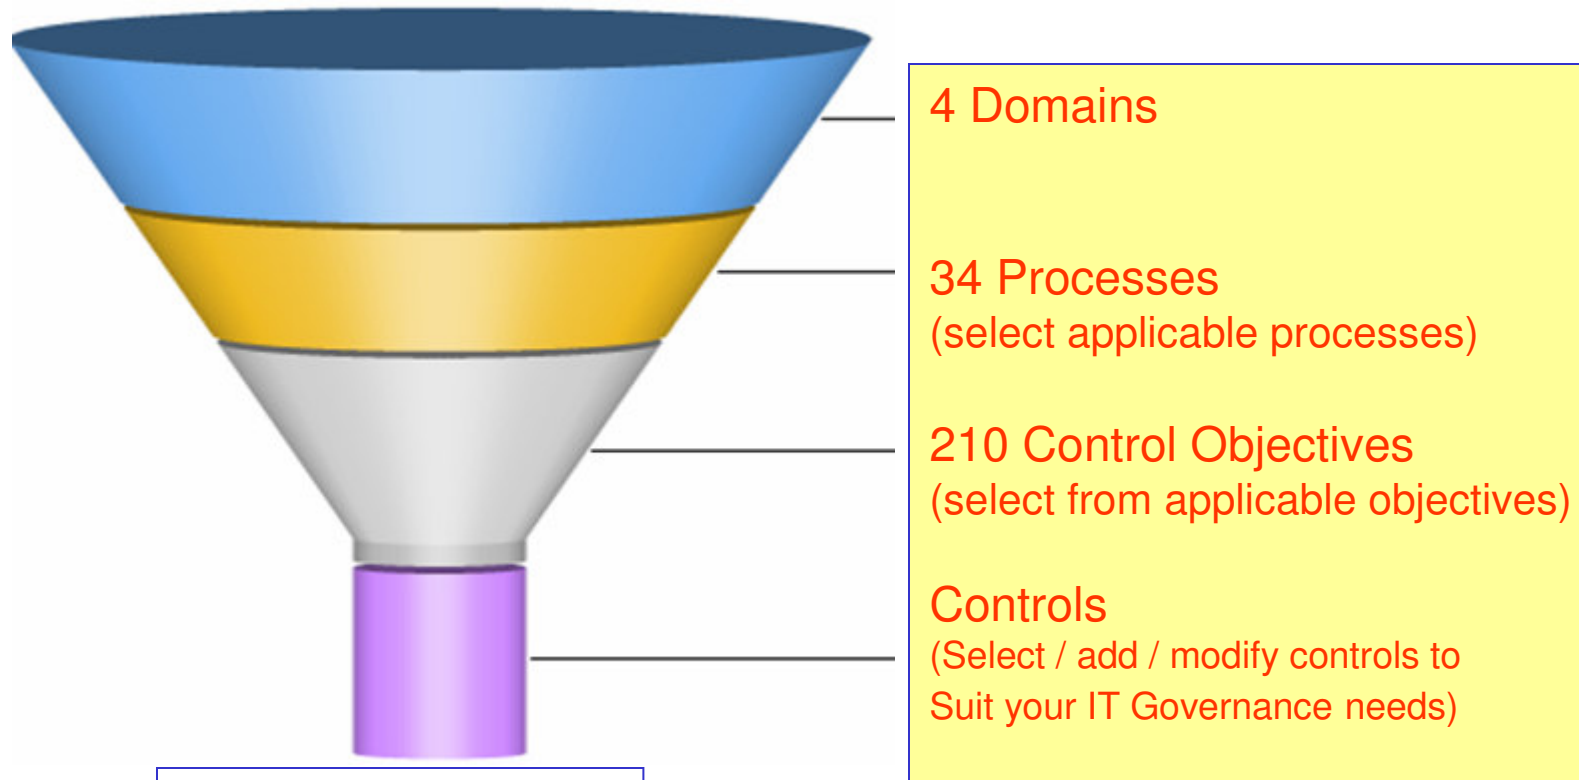 4 Domains
34 Processes
(select applicable processes)
210 Control Objectives
(select from applicable objectives)
Controls
(Select / add / modify controls to
Suit your IT Governance needs)